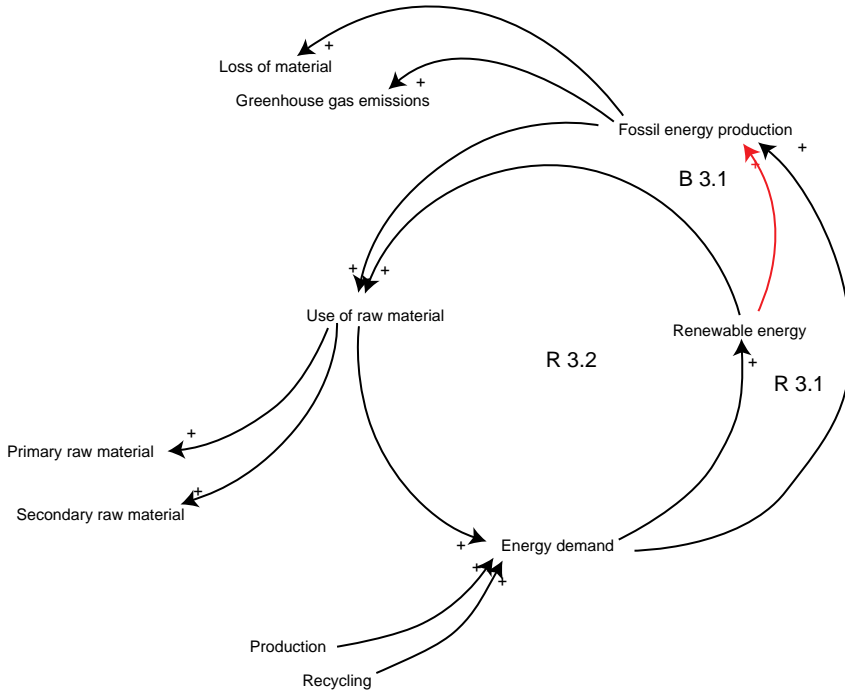 +
Loss of material
+
Greenhouse gas emissions
Fossil energy production
+
+
B 3.1
+
+
Use of raw material
Renewable energy
R 3.2
+
R 3.1
+
Primary raw material
+
Secondary raw material
+
Energy demand
+
+
Production
Recycling